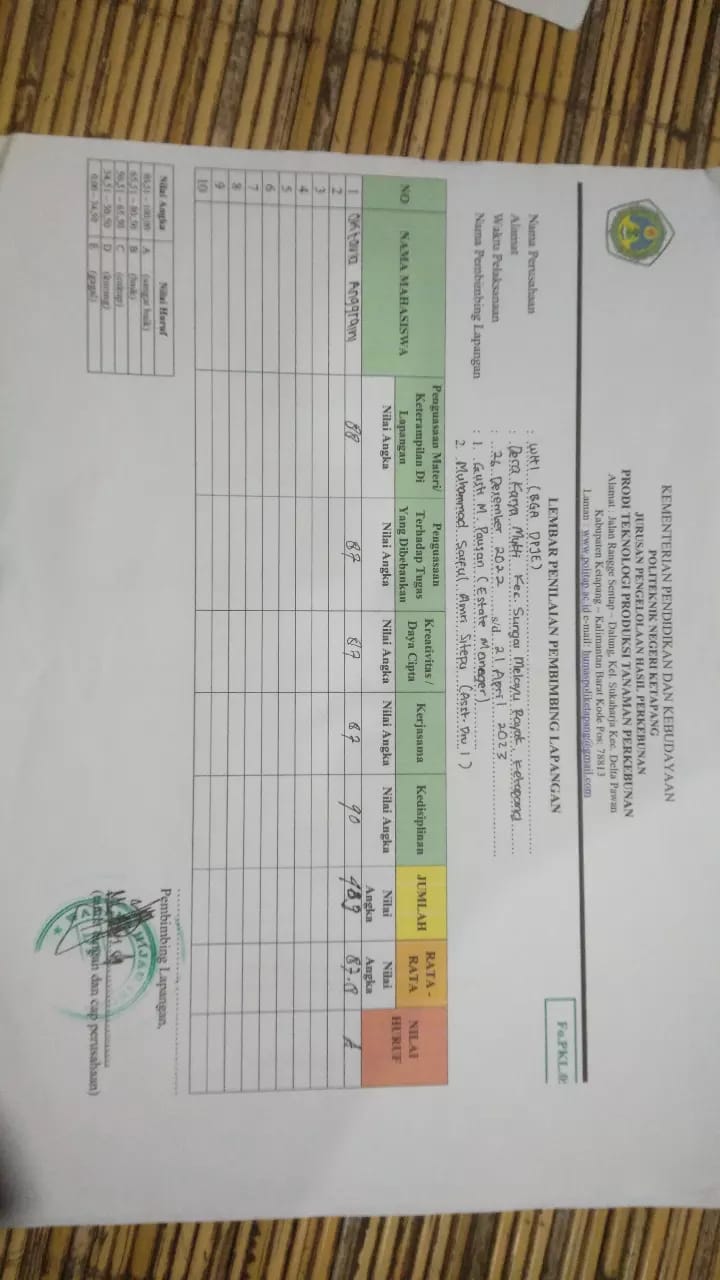 KEMENTERIAN PENDIDIKAN DAN KEBUDAYAAN
POLITEKNIK NEGERI KETAPANG
JURUSAN PENGELOLAAN HASIL PERKEBUNAN
PRODI TEKNOLOGI PRODUKSI TANAMAN PERKEBUNAN
Alamat : Jalan Rangge Sentap – Dalung, Kel. Sukaharja Kec. Delta Pawan
Kabupaten Ketapang – Kalimantan Barat Kode Pos: 78813
Laman : www.politap.ac.id e-mail: humaspoliketapang@gmail.com
Fo.PKL.0
LEMBAR PENILAIAN PEMBIMBING LAPANGAN
Nama Perusahaan : WHI (BGA DPJE)
Alamat : Desa Karya Mukti Kec. Sungai Melayu Rayak, Ketapang
Waktu Pelaksanaan : 26 Desember 2022 s/d 21 April 2023
Nama Pembimbing Lapangan : 1. Gusti M. Pauzan (Estate Maneger)
2. Muhammad Saiful Amri Sitepu (Asst. Div 1)
NO NAMA MAHASISWA Penguasaan Materi/ Keterampilan Di Lapangan Penguasaan Terhadap Tugas Yang Dibebankan Kreativitas / Daya Cipta Kerjasama Kedisiplinan JUMLAH RATA - RATA NILAI HURUF
Nilai Angka Nilai Angka Nilai Angka Nilai Angka Nilai Angka Nilai Angka Nilai Angka
1 Oktavia Anggraini 88 87 87 87 90 439 87.8 A
2
3
4
5
6
7
8
9
10
Nilai Angka Nilai Huruf
80,51 - 100,00 A (sangat baik)
65,51 - 80,50 B (baik)
50,51 - 65,50 C (cukup)
34,51 - 50,50 D (kurang)
0,00 - 34,50 E (gagal)
Pembimbing Lapangan,
(tanda tangan dan cap perusahaan)